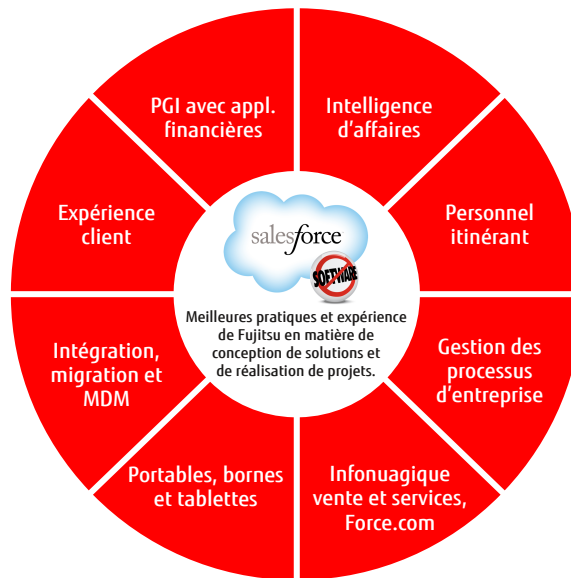 PGI avec appl.
financières
Intelligence
d'affaires
Expérience
client
Personnel
itinérant
salesforce
SOFTWARE
Meilleures pratiques et expérience
de Fujitsu en matière de
conception de solutions et
de réalisation de projets.
Intégration,
migration et
MDM
Gestion des
processus
d'entreprise
Portables, bornes
et tablettes
Infonuagique
vente et services,
Force.com